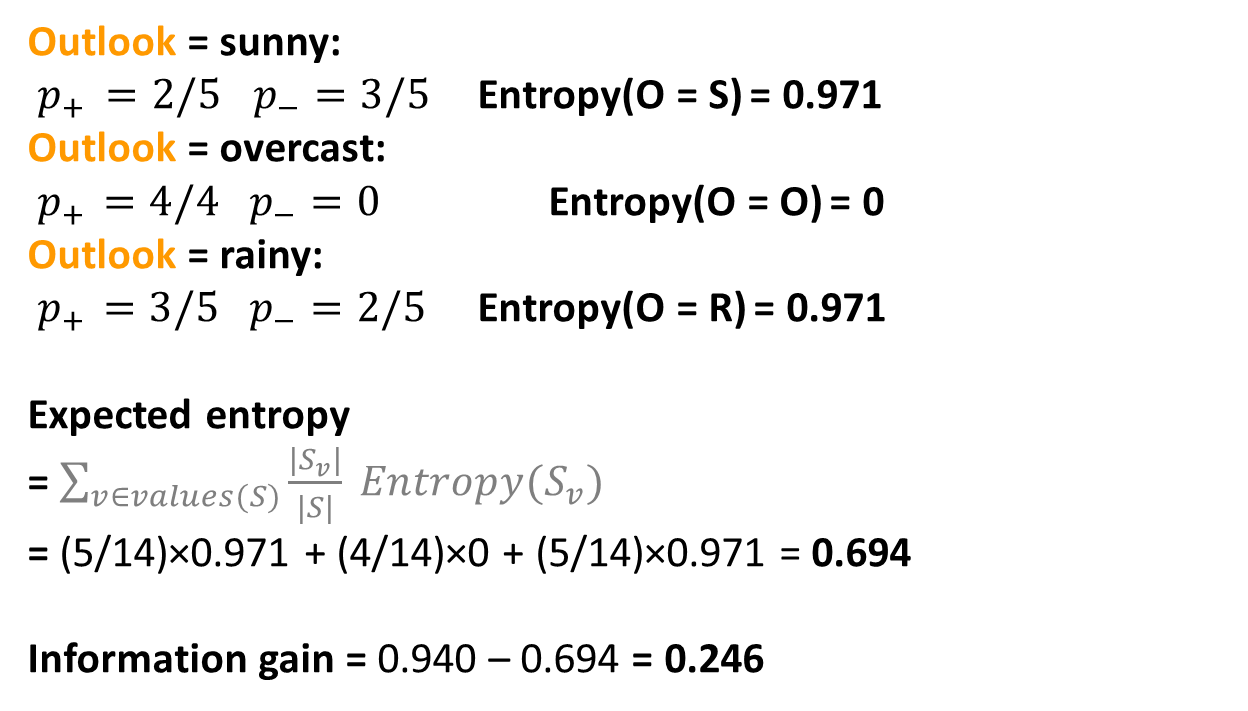 Outlook = sunny:
p₊ = 2/5 p₋ = 3/5 Entropy(O = S) = 0.971
Outlook = overcast:
p₊ = 4/4 p₋ = 0 Entropy(O = O) = 0
Outlook = rainy:
p₊ = 3/5 p₋ = 2/5 Entropy(O = R) = 0.971
Expected entropy
= ∑v∈values(S) |Sv|/|S| Entropy(Sv)
= (5/14)×0.971 + (4/14)×0 + (5/14)×0.971 = 0.694
Information gain = 0.940 – 0.694 = 0.246